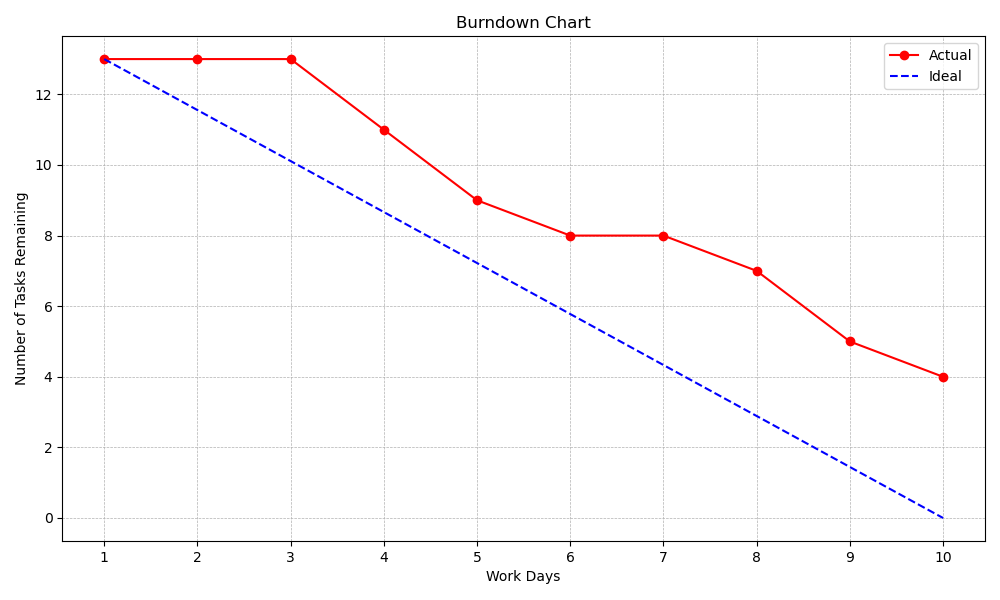 Burndown Chart
Actual
Ideal
Number of Tasks Remaining
12
10
8
6
4
2
0
1 2 3 4 5 6 7 8 9 10
Work Days